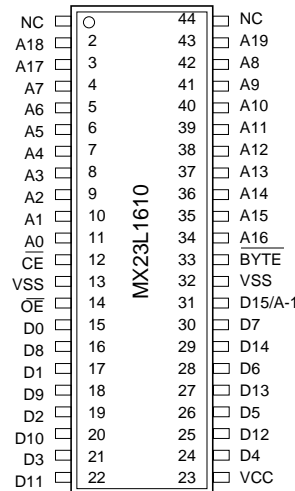 NC 44 NC
A18 2 43 A19
A17 3 42 A8
A7 4 41 A9
A6 5 40 A10
A5 6 39 A11
A4 7 38 A12
A3 8 37 A13
A2 9 36 A14
A1 10 35 A15
A0 11 34 A16
CE 12 33 BYTE
VSS 13 32 VSS
OE 14 31 D15/A-1
D0 15 30 D7
D8 16 29 D14
D1 17 28 D6
D9 18 27 D13
D2 19 26 D5
D10 20 25 D12
D3 21 24 D4
D11 22 23 VCC
MX23L1610